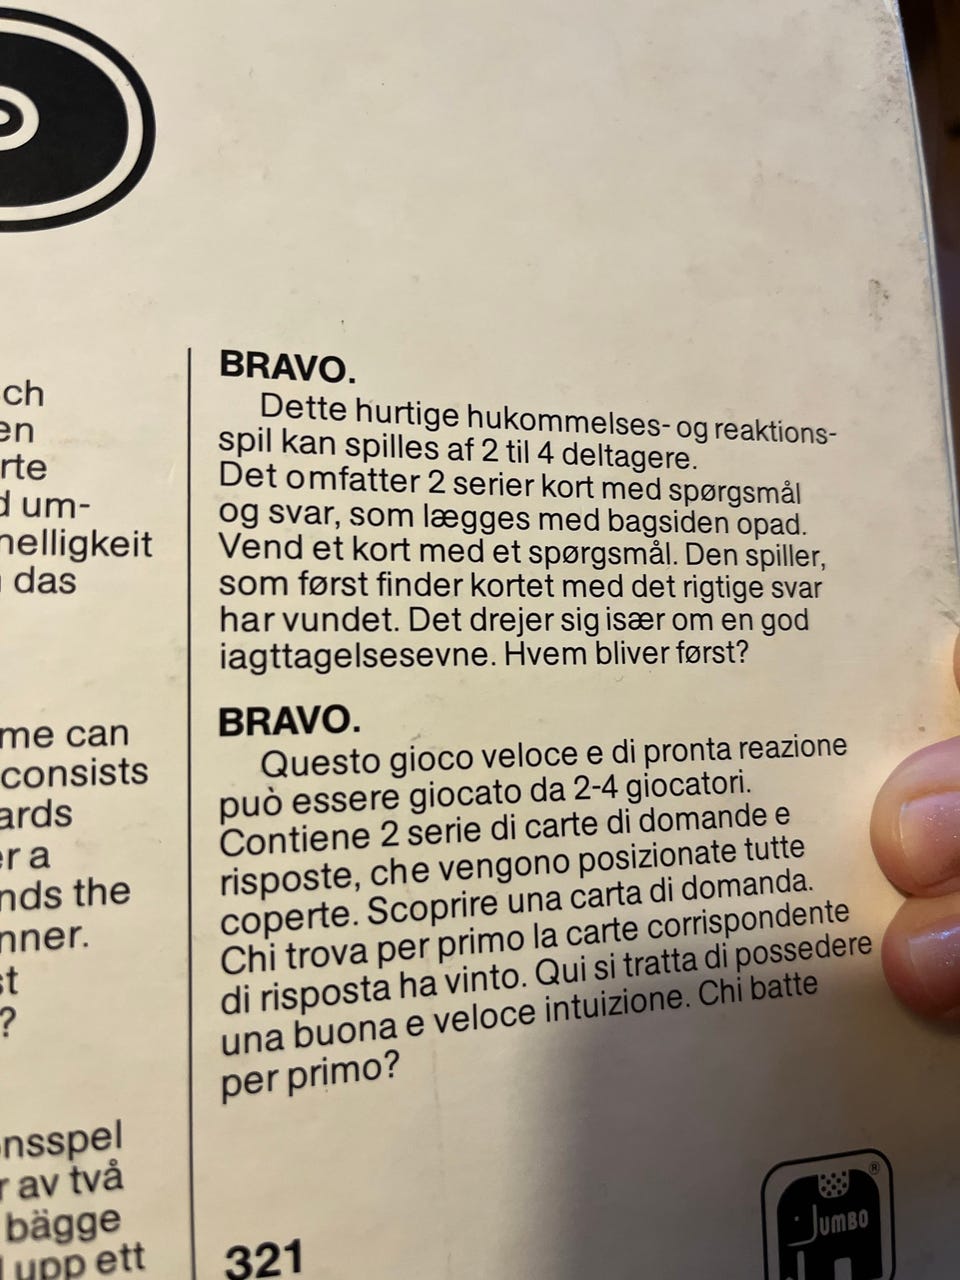 ch
en
rte
d um-
nelligkeit
das
me can
consists
ards
er a
nds the
nner.
st
?
onsspel
r av två
bägge
upp ett
BRAVO.
Dette hurtige hukommelses- og reaktions-
spil kan spilles af 2 til 4 deltagere.
Det omfatter 2 serier kort med spørgsmål
og svar, som lægges med bagsiden opad.
Vend et kort med et spørgsmål. Den spiller,
som først finder kortet med det rigtige svar
har vundet. Det drejer sig især om en god
iagttagelsesevne. Hvem bliver først?
BRAVO.
Questo gioco veloce e di pronta reazione
può essere giocato da 2-4 giocatori.
Contiene 2 serie di carte di domande e
risposte, che vengono posizionate tutte
coperte. Scoprire una carta di domanda.
Chi trova per primo la carte corrispondente
di risposta ha vinto. Qui si tratta di possedere
una buona e veloce intuizione. Chi batte
per primo?
321
®
JUMBO